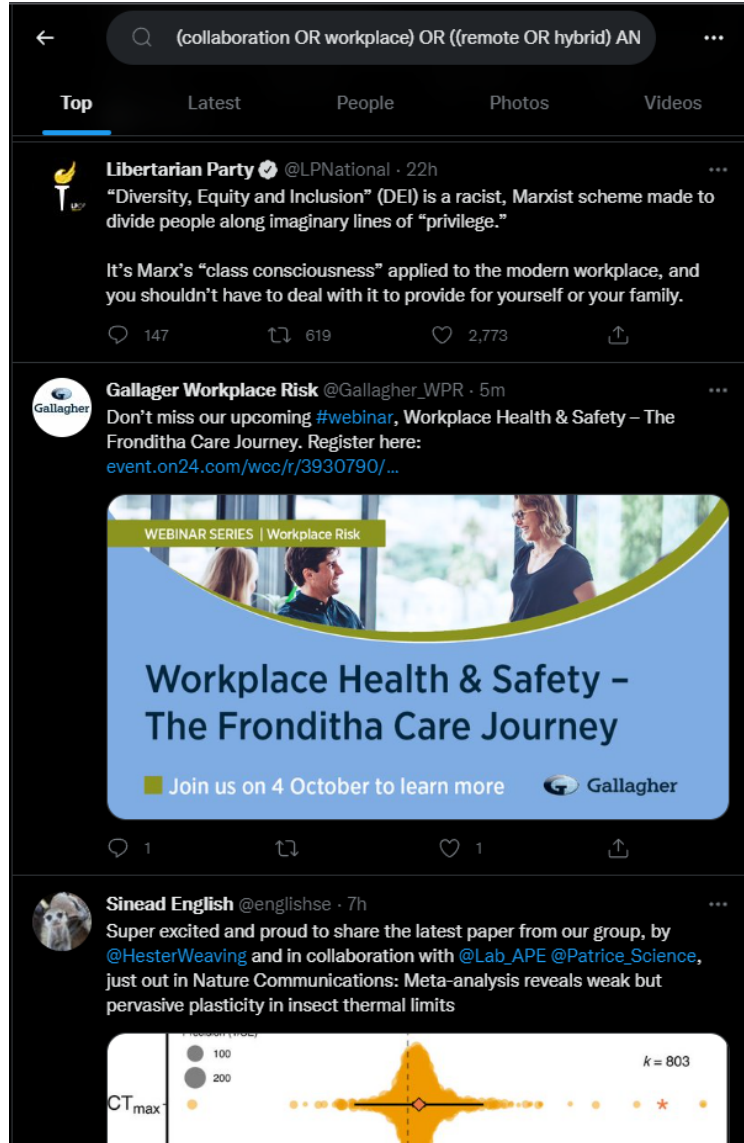 (collaboration OR workplace) OR ((remote OR hybrid) AN
Top Latest People Photos Videos
Libertarian Party @LPNational · 22h
“Diversity, Equity and Inclusion” (DEI) is a racist, Marxist scheme made to
divide people along imaginary lines of “privilege.”
It’s Marx’s “class consciousness” applied to the modern workplace, and
you shouldn’t have to deal with it to provide for yourself or your family.
147 619 2,773
Gallagher
Gallager Workplace Risk @Gallagher_WPR · 5m
Don’t miss our upcoming #webinar, Workplace Health & Safety – The
Fronditha Care Journey. Register here:
event.on24.com/wcc/r/3930790/...
WEBINAR SERIES | Workplace Risk
Workplace Health & Safety –
The Fronditha Care Journey
Join us on 4 October to learn more
Gallagher
1 1
Sinead English @englishse · 7h
Super excited and proud to share the latest paper from our group, by
@HesterWeaving and in collaboration with @Lab_APE @Patrice_Science,
just out in Nature Communications: Meta-analysis reveals weak but
pervasive plasticity in insect thermal limits
100
200
k = 803
CTmax